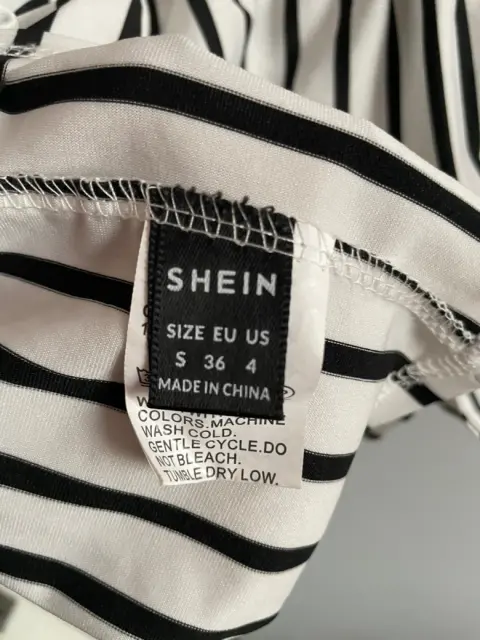 SHEIN
SIZE EU US
S 36 4
MADE IN CHINA
COLORS. MACHINE
WASH COLD.
GENTLE CYCLE.DO
NOT BLEACH.
TUMBLE DRY LOW.